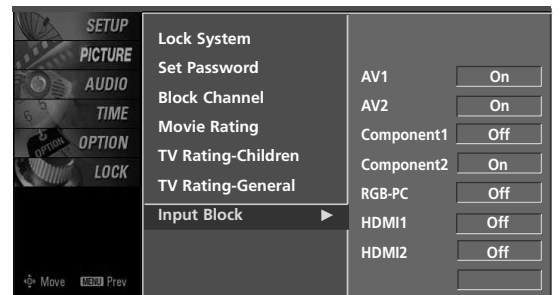 SETUP
PICTURE
AUDIO
TIME
OPTION
LOCK
Move MENU Prev
Lock System
Set Password
Block Channel
Movie Rating
TV Rating-Children
TV Rating-General
Input Block ►
AV1 On
AV2 On
Component1 Off
Component2 On
RGB-PC Off
HDMI1 Off
HDMI2 Off